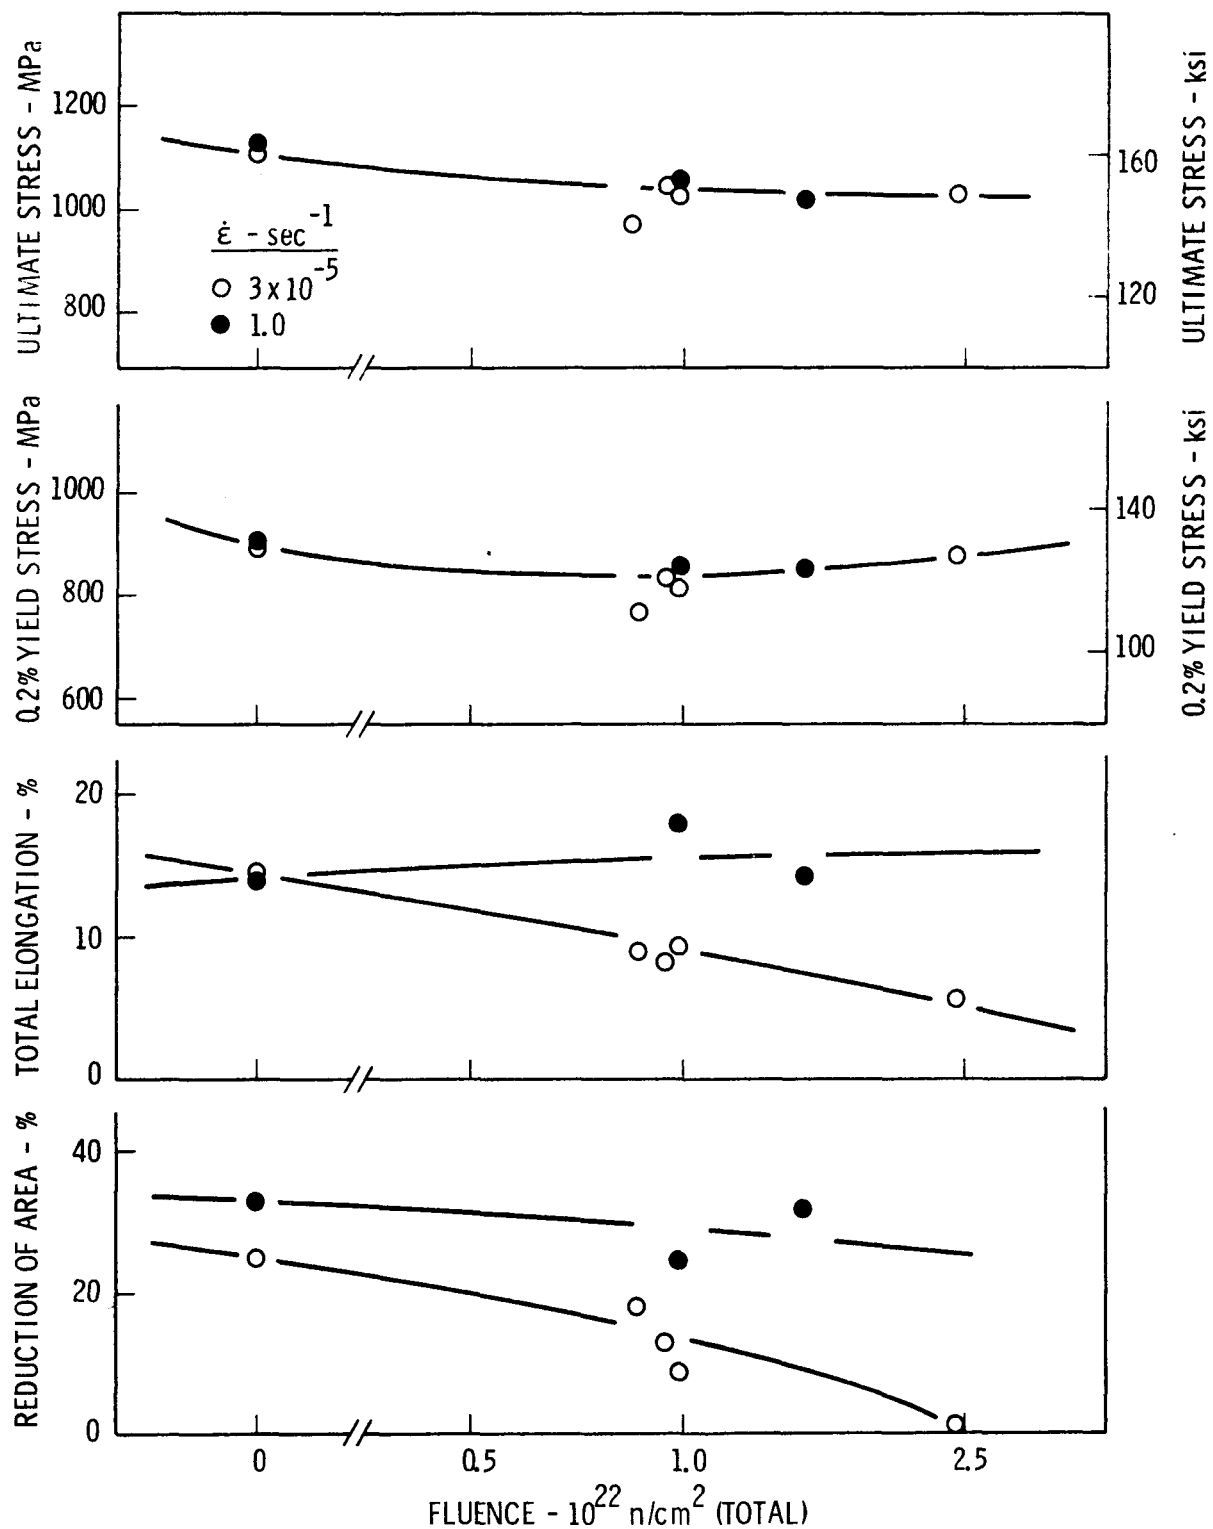 ULTIMATE STRESS - MPa
1200
1000
800
ε̇ - sec⁻¹
○ 3 x 10⁻⁵
● 1.0
160
120
ULTIMATE STRESS - ksi
0.2% YIELD STRESS - MPa
1000
800
600
140
100
0.2% YIELD STRESS - ksi
TOTAL ELONGATION - %
20
10
0
REDUCTION OF AREA - %
40
20
0
0 0.5 1.0 2.5
FLUENCE - 10²² n/cm² (TOTAL)